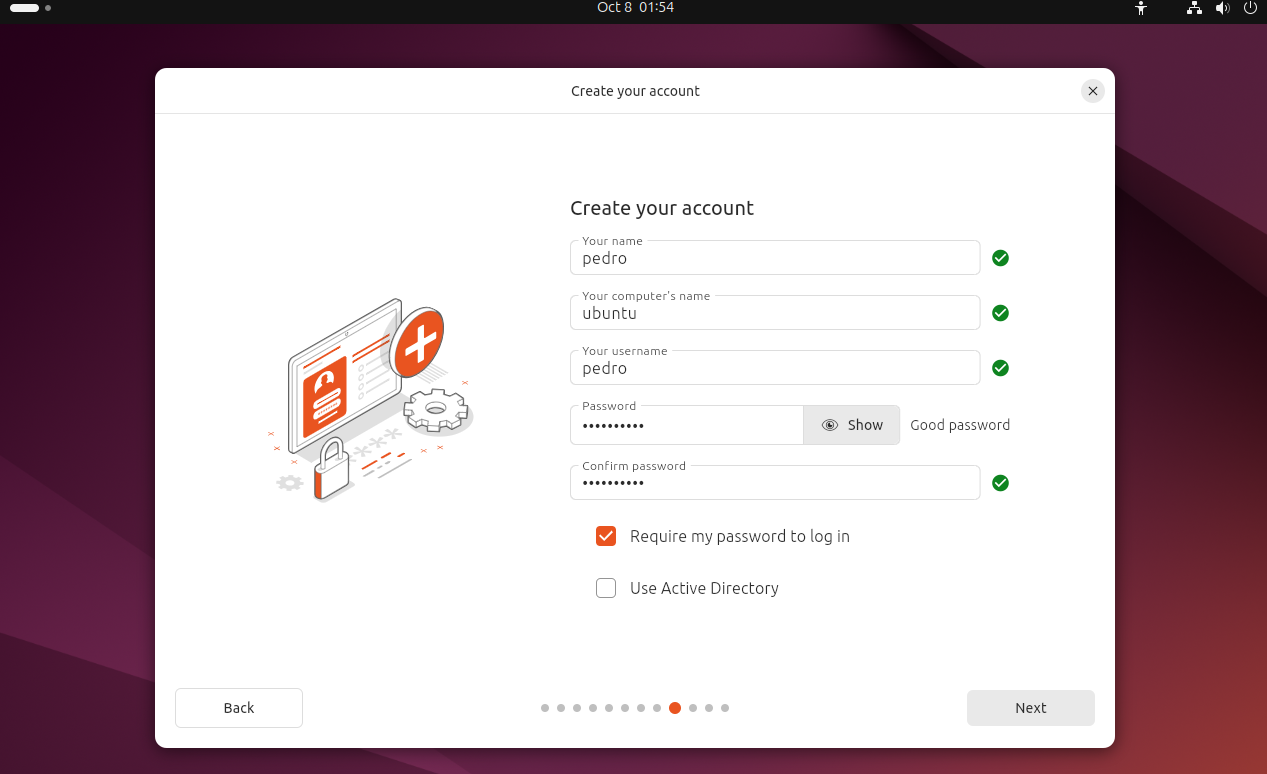 Oct 8 01:54
Create your account
Create your account
Your name
pedro
Your computer's name
ubuntu
Your username
pedro
Password
••••••••••
Show
Good password
Confirm password
••••••••••
Require my password to log in
Use Active Directory
Back
Next